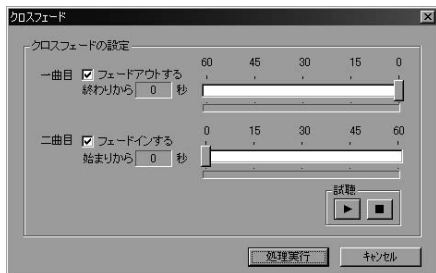 クロスフェード
クロスフェードの設定
60 45 30 15 0
一曲目 フェードアウトする
終わりから 0 秒
0 15 30 45 60
二曲目 フェードインする
始まりから 0 秒
試聴
処理実行 キャンセル